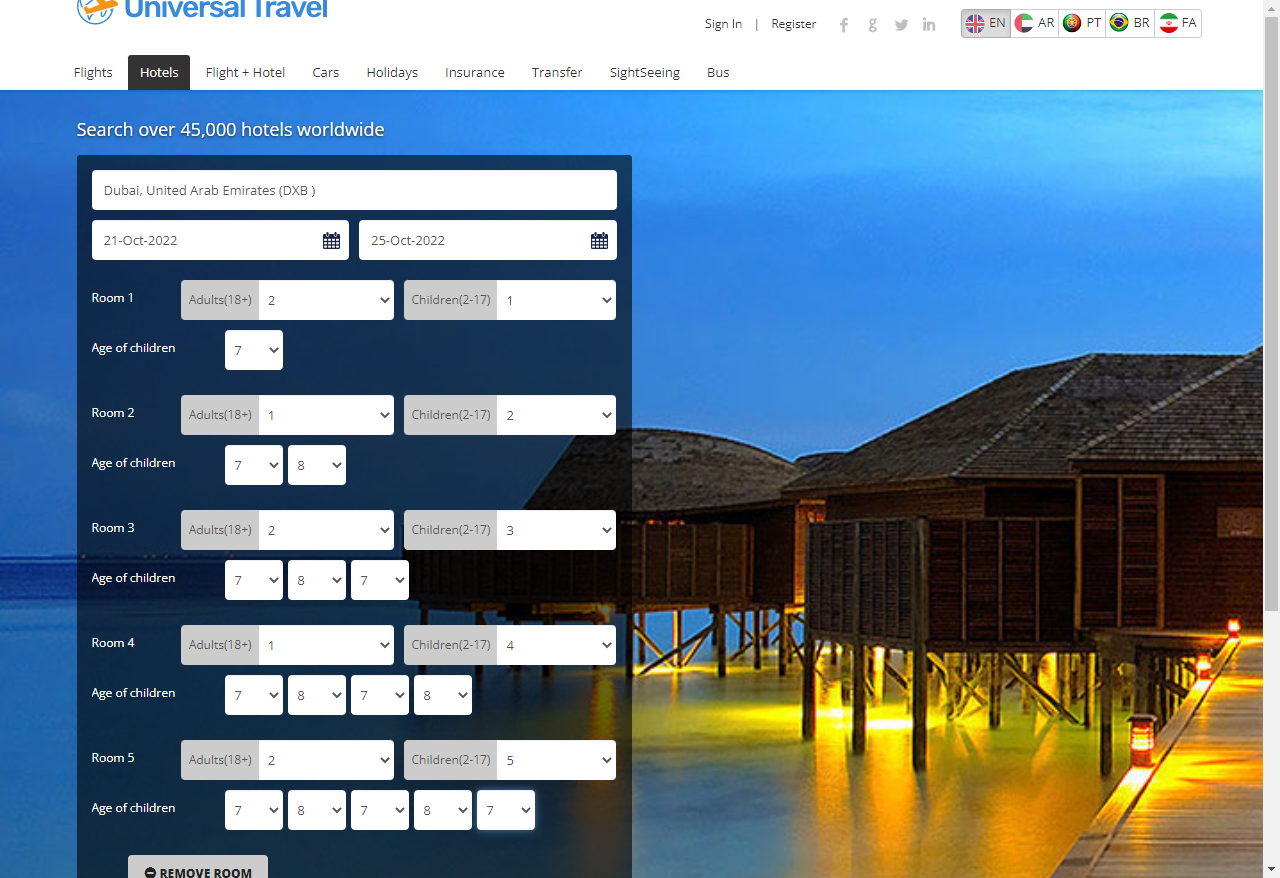 Universal Travel
Sign In | Register
EN AR PT BR FA
Flights Hotels Flight + Hotel Cars Holidays Insurance Transfer SightSeeing Bus
Search over 45,000 hotels worldwide
Dubai, United Arab Emirates (DXB )
21-Oct-2022 25-Oct-2022
Room 1 Adults(18+) 2 Children(2-17) 1
Age of children 7
Room 2 Adults(18+) 1 Children(2-17) 2
Age of children 7 8
Room 3 Adults(18+) 2 Children(2-17) 3
Age of children 7 8 7
Room 4 Adults(18+) 1 Children(2-17) 4
Age of children 7 8 7 8
Room 5 Adults(18+) 2 Children(2-17) 5
Age of children 7 8 7 8 7
REMOVE ROOM